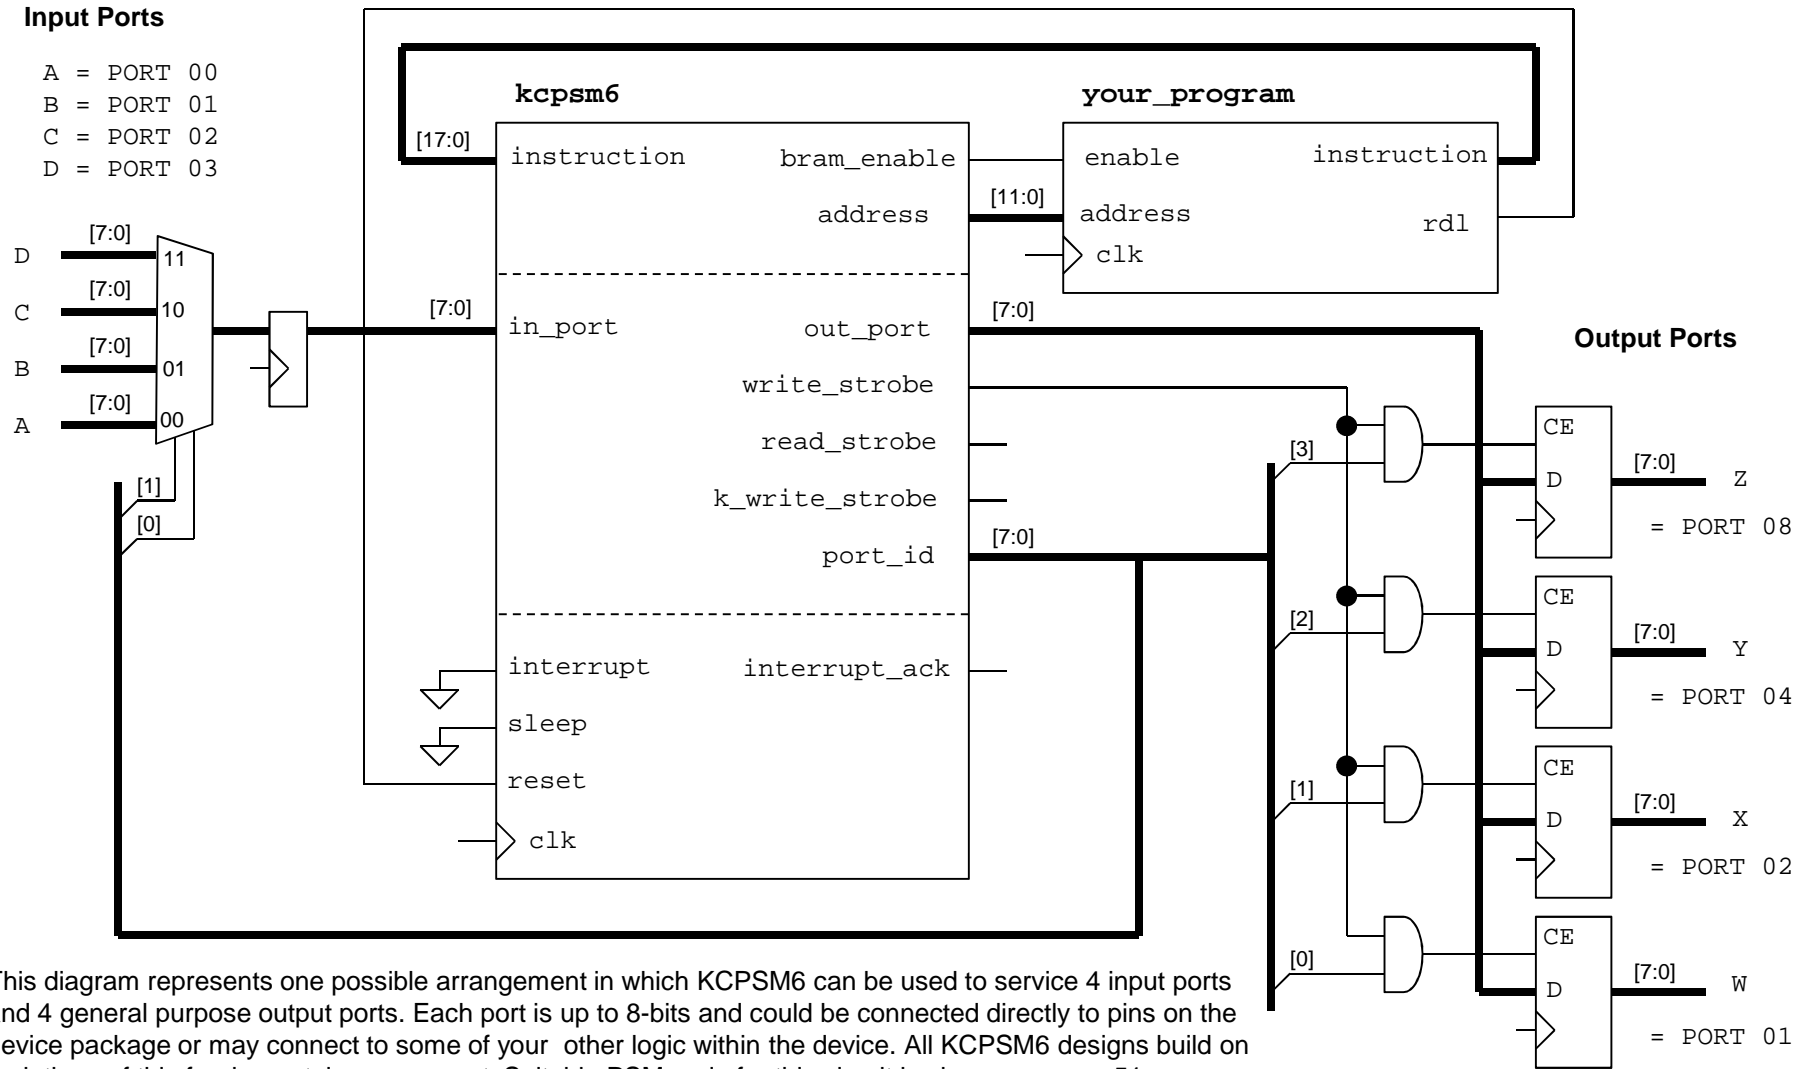 Input Ports
A = PORT 00
B = PORT 01
C = PORT 02
D = PORT 03
kcpsm6
your_program
[17:0]
instruction
bram_enable
enable
instruction
address
[11:0]
address
rdl
clk
D
[7:0]
11
C
[7:0]
10
B
[7:0]
01
A
[7:0]
00
[1]
[0]
[7:0]
in_port
out_port
[7:0]
write_strobe
read_strobe
k_write_strobe
port_id
[7:0]
interrupt
interrupt_ack
sleep
reset
clk
Output Ports
[3]
CE
D
[7:0]
Z
= PORT 08
[2]
CE
D
[7:0]
Y
= PORT 04
[1]
CE
D
[7:0]
X
= PORT 02
[0]
CE
D
[7:0]
W
= PORT 01
This diagram represents one possible arrangement in which KCPSM6 can be used to service 4 input ports
and 4 general purpose output ports. Each port is up to 8-bits and could be connected directly to pins on the
device package or may connect to some of your other logic within the device. All KCPSM6 designs build on